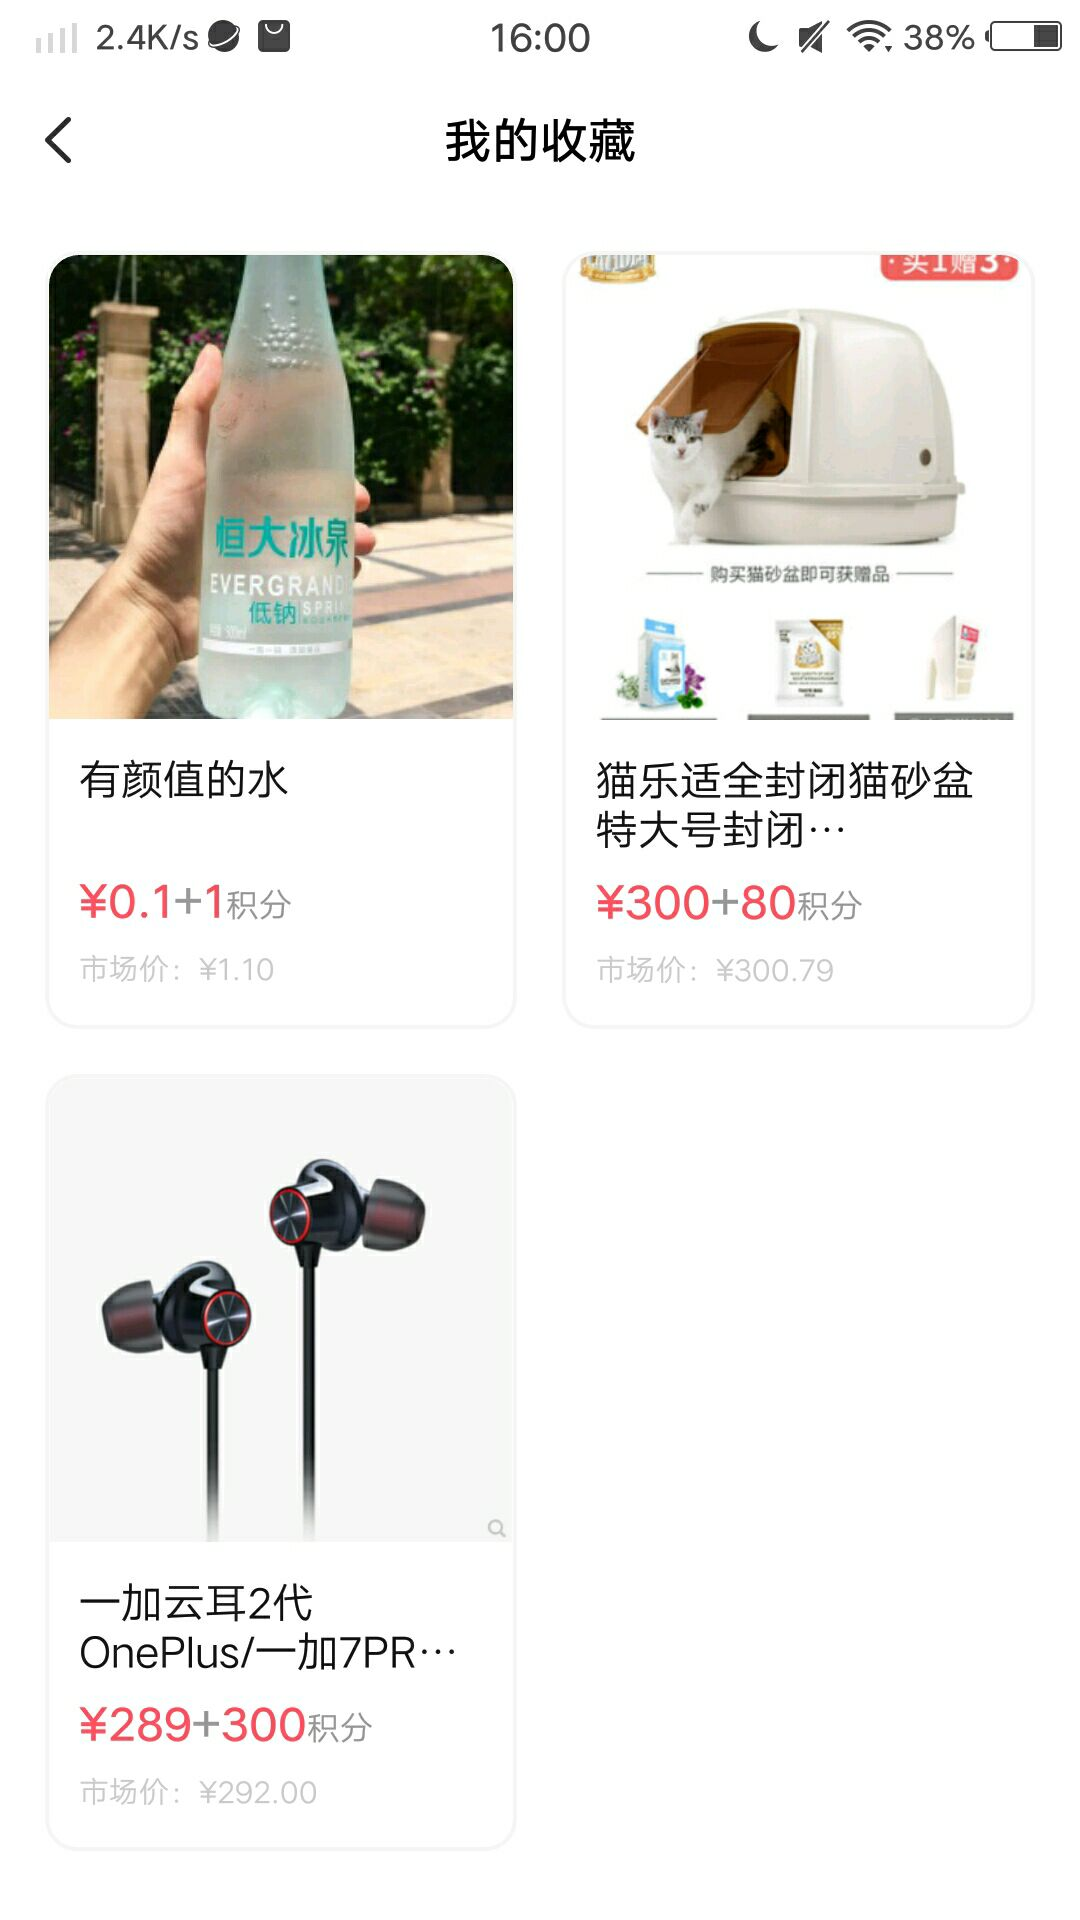 2.4K/s
16:00
38%
我的收藏
恒大冰泉
EVERGRAND
低钠
SPRI
有颜值的水
¥0.1+1积分
市场价：¥1.10
·买1赠3·
购买猫砂盆即可获赠品
猫乐适全封闭猫砂盆
特大号封闭…
¥300+80积分
市场价：¥300.79
一加云耳2代
OnePlus/一加7PR…
¥289+300积分
市场价：¥292.00